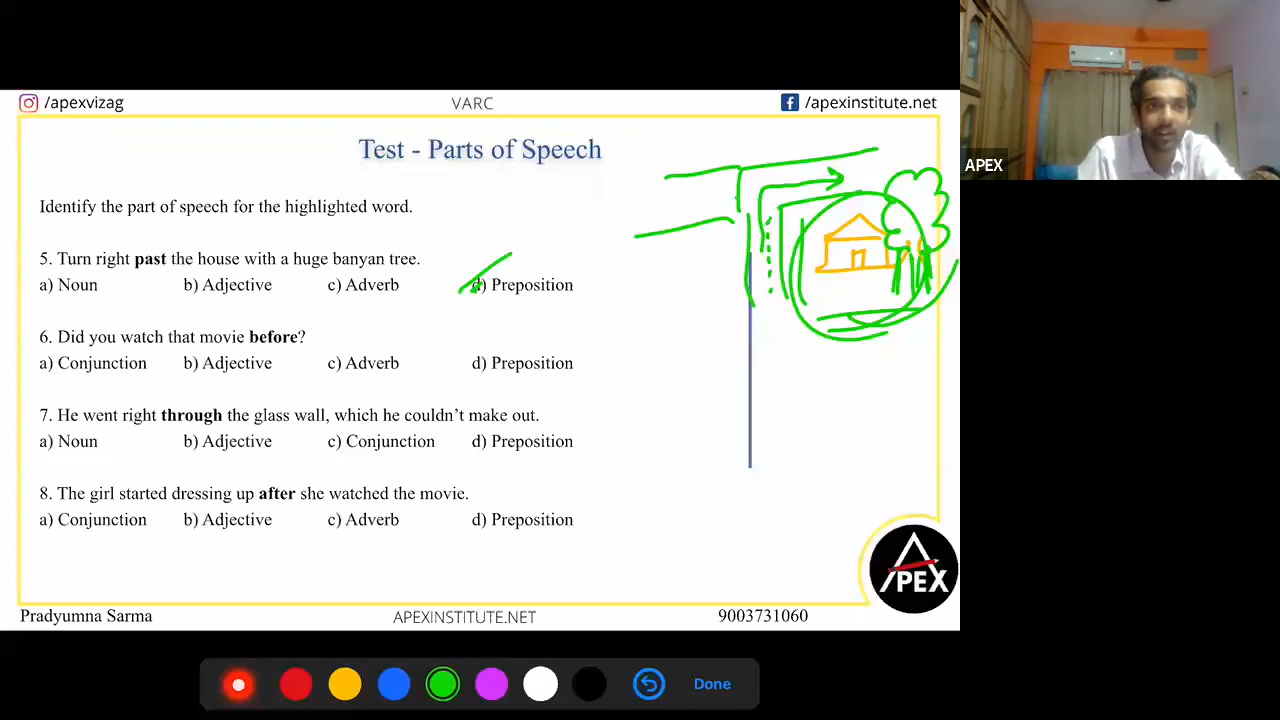 /apexvizag
VARC
/apexinstitute.net
Test - Parts of Speech
APEX
Identify the part of speech for the highlighted word.
5. Turn right past the house with a huge banyan tree.
a) Noun b) Adjective c) Adverb d) Preposition
6. Did you watch that movie before?
a) Conjunction b) Adjective c) Adverb d) Preposition
7. He went right through the glass wall, which he couldn't make out.
a) Noun b) Adjective c) Conjunction d) Preposition
8. The girl started dressing up after she watched the movie.
a) Conjunction b) Adjective c) Adverb d) Preposition
APEX
Pradyumna Sarma
APEXINSTITUTE.NET
9003731060
Done